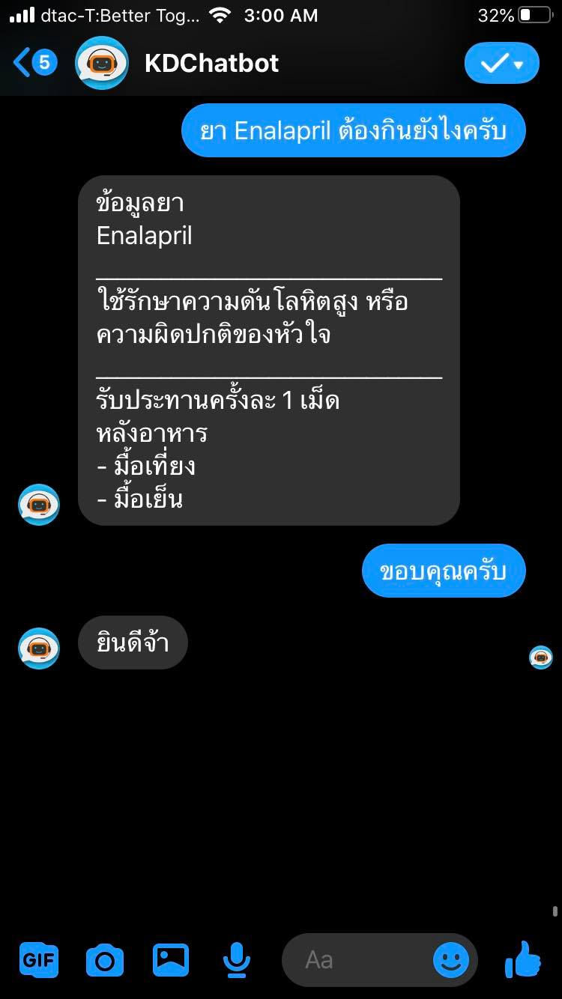 dtac-T:Better Tog... 3:00 AM 32%
5 KDChatbot
ยา Enalapril ต้องกินยังไงครับ
ข้อมูลยา
Enalapril
ใช้รักษาความดันโลหิตสูง หรือ
ความผิดปกติของหัวใจ
รับประทานครั้งละ 1 เม็ด
หลังอาหาร
- มื้อเที่ยง
- มื้อเย็น
ขอบคุณครับ
ยินดีจ้า
GIF Aa